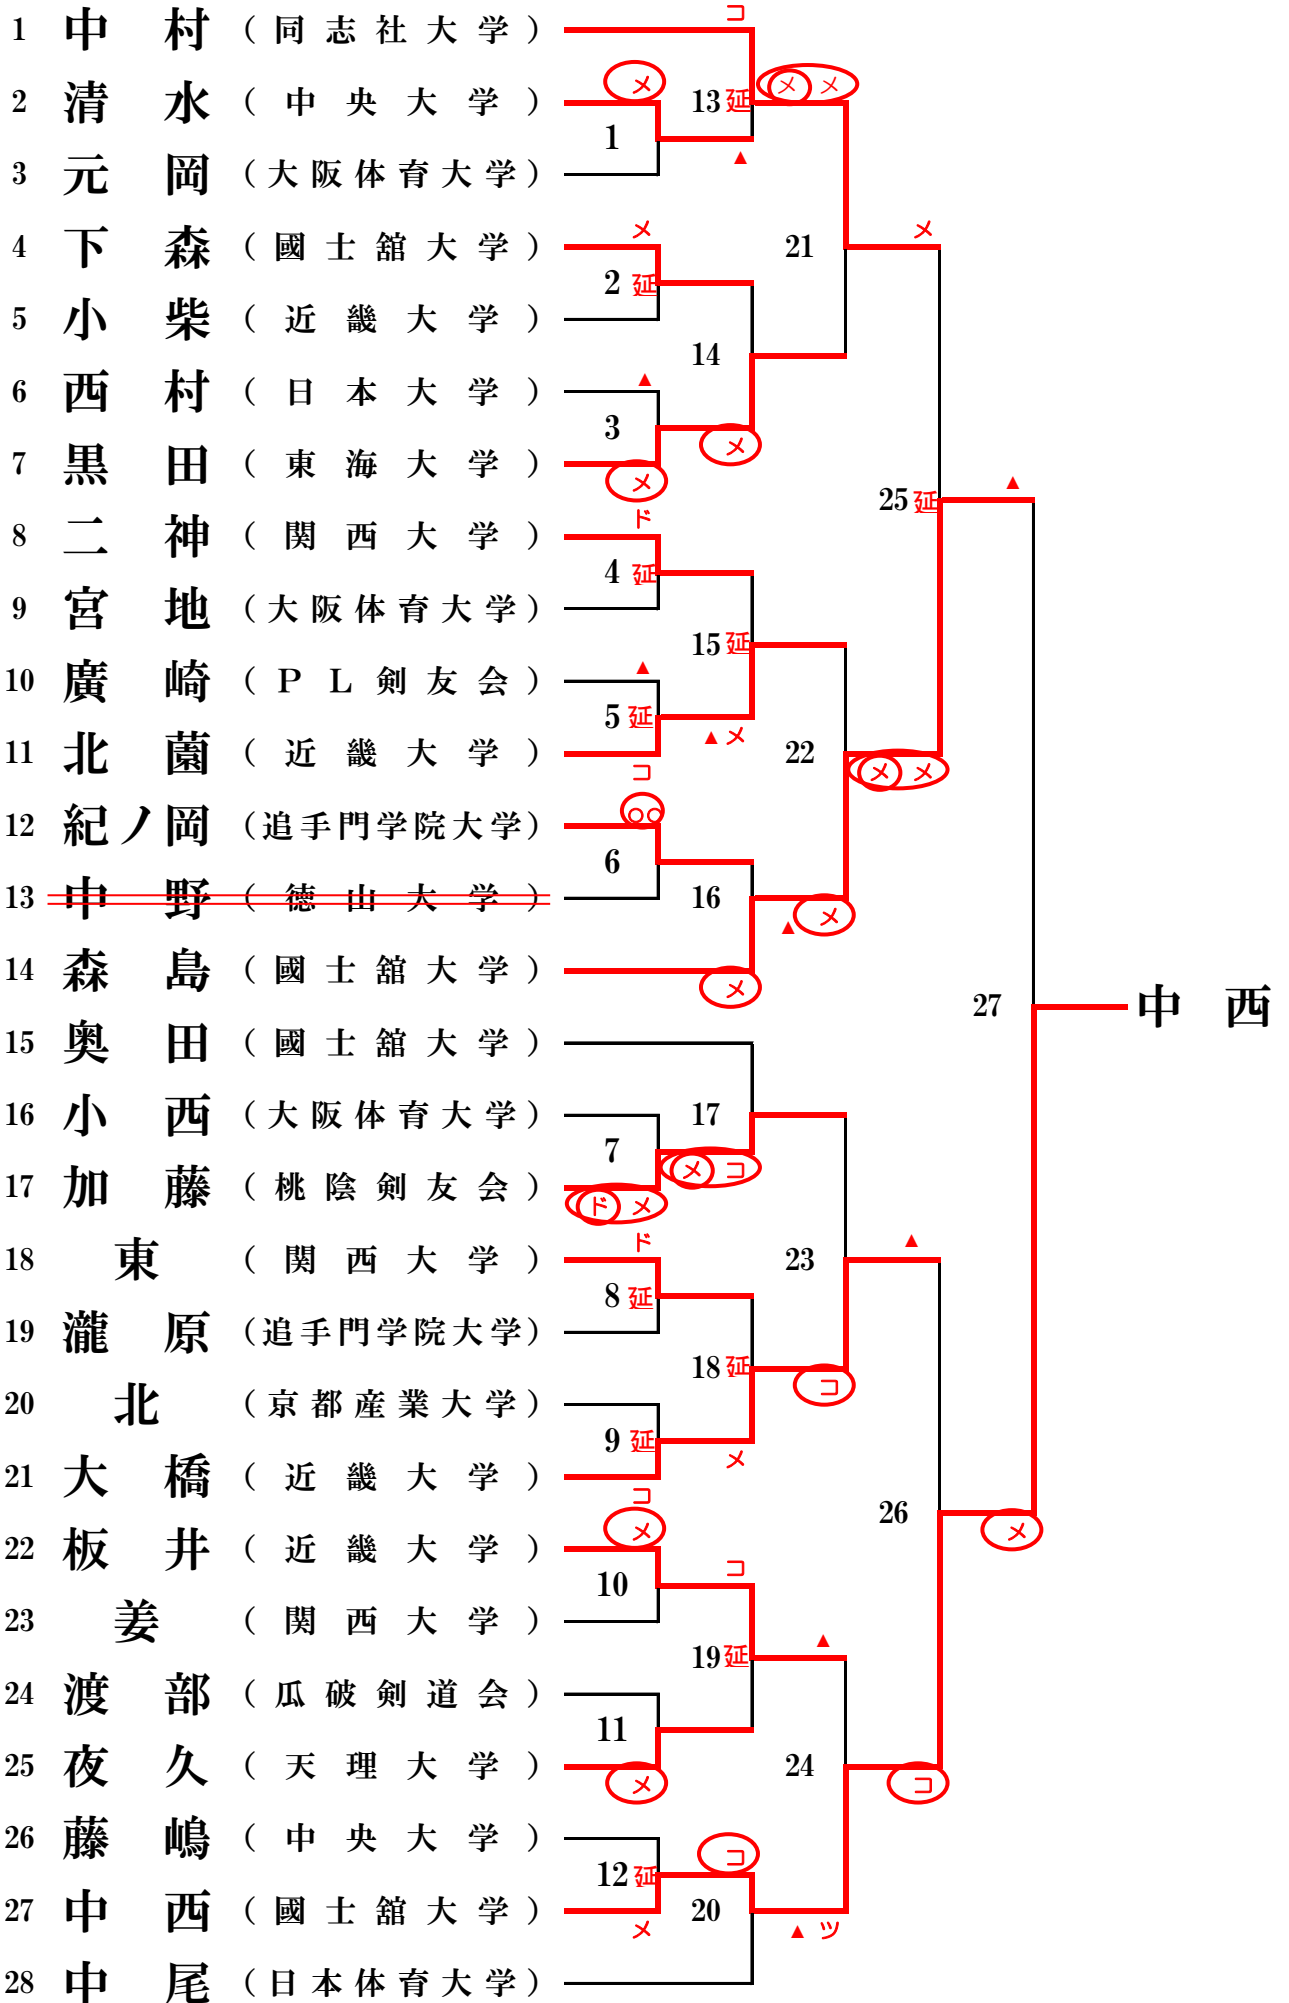 コ
1 中村 (同志社大学)
メ メメ
2 清水 (中央大学) 13 延
1
▲
3 元岡 (大阪体育大学)
メ メ
4 下森 (國士舘大学) 21
2 延
5 小柴 (近畿大学)
14
▲
6 西村 (日本大学)
3
メ
7 黒田 (東海大学)
メ ▲
25 延
ド
8 二神 (関西大学)
4 延
9 宮地 (大阪体育大学)
15 延
▲
10 廣崎 (PL剣友会)
5 延
▲メ
11 北薗 (近畿大学) 22
コ メメ
○○
12 紀ノ岡 (追手門学院大学)
6
13 中野 (徳山大学) 16
▲ メ
14 森島 (國士舘大学)
メ
27 中西
15 奥田 (國士舘大学)
16 小西 (大阪体育大学) 17
7
メコ
17 加藤 (桃陰剣友会)
ドメ
ド ▲
18 東 (関西大学) 23
8 延
19 瀧原 (追手門学院大学)
18 延
コ
20 北 (京都産業大学)
9 延
メ
21 大橋 (近畿大学)
コ 26
メ メ
22 板井 (近畿大学)
コ
10
23 姜 (関西大学)
▲
19 延
24 渡部 (瓜破剣道会)
11
25 夜久 (天理大学) 24
メ コ
26 藤嶋 (中央大学)
コ
12 延
27 中西 (國士舘大学) 20
メ ▲ツ
28 中尾 (日本体育大学)